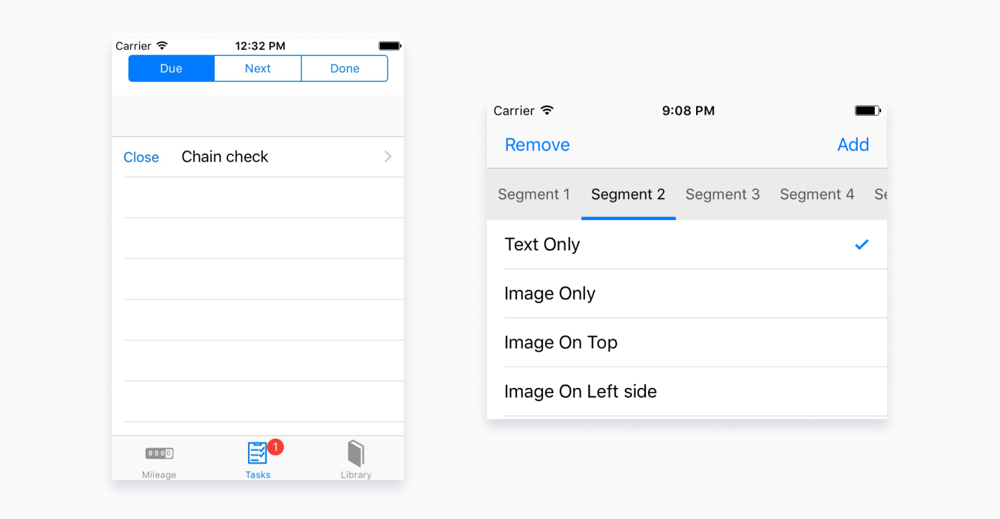 Carrier 12:32 PM
Due Next Done
Close Chain check
0000
1
Mileage Tasks Library
Carrier 9:08 PM
Remove Add
Segment 1 Segment 2 Segment 3 Segment 4 Se
Text Only
Image Only
Image On Top
Image On Left side